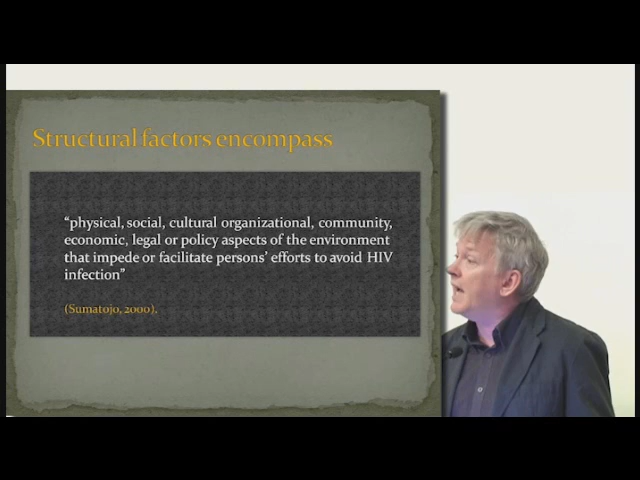 Structural factors encompass
“physical, social, cultural organizational, community,
economic, legal or policy aspects of the environment
that impede or facilitate persons’ efforts to avoid HIV
infection”
(Sumatojo, 2000).